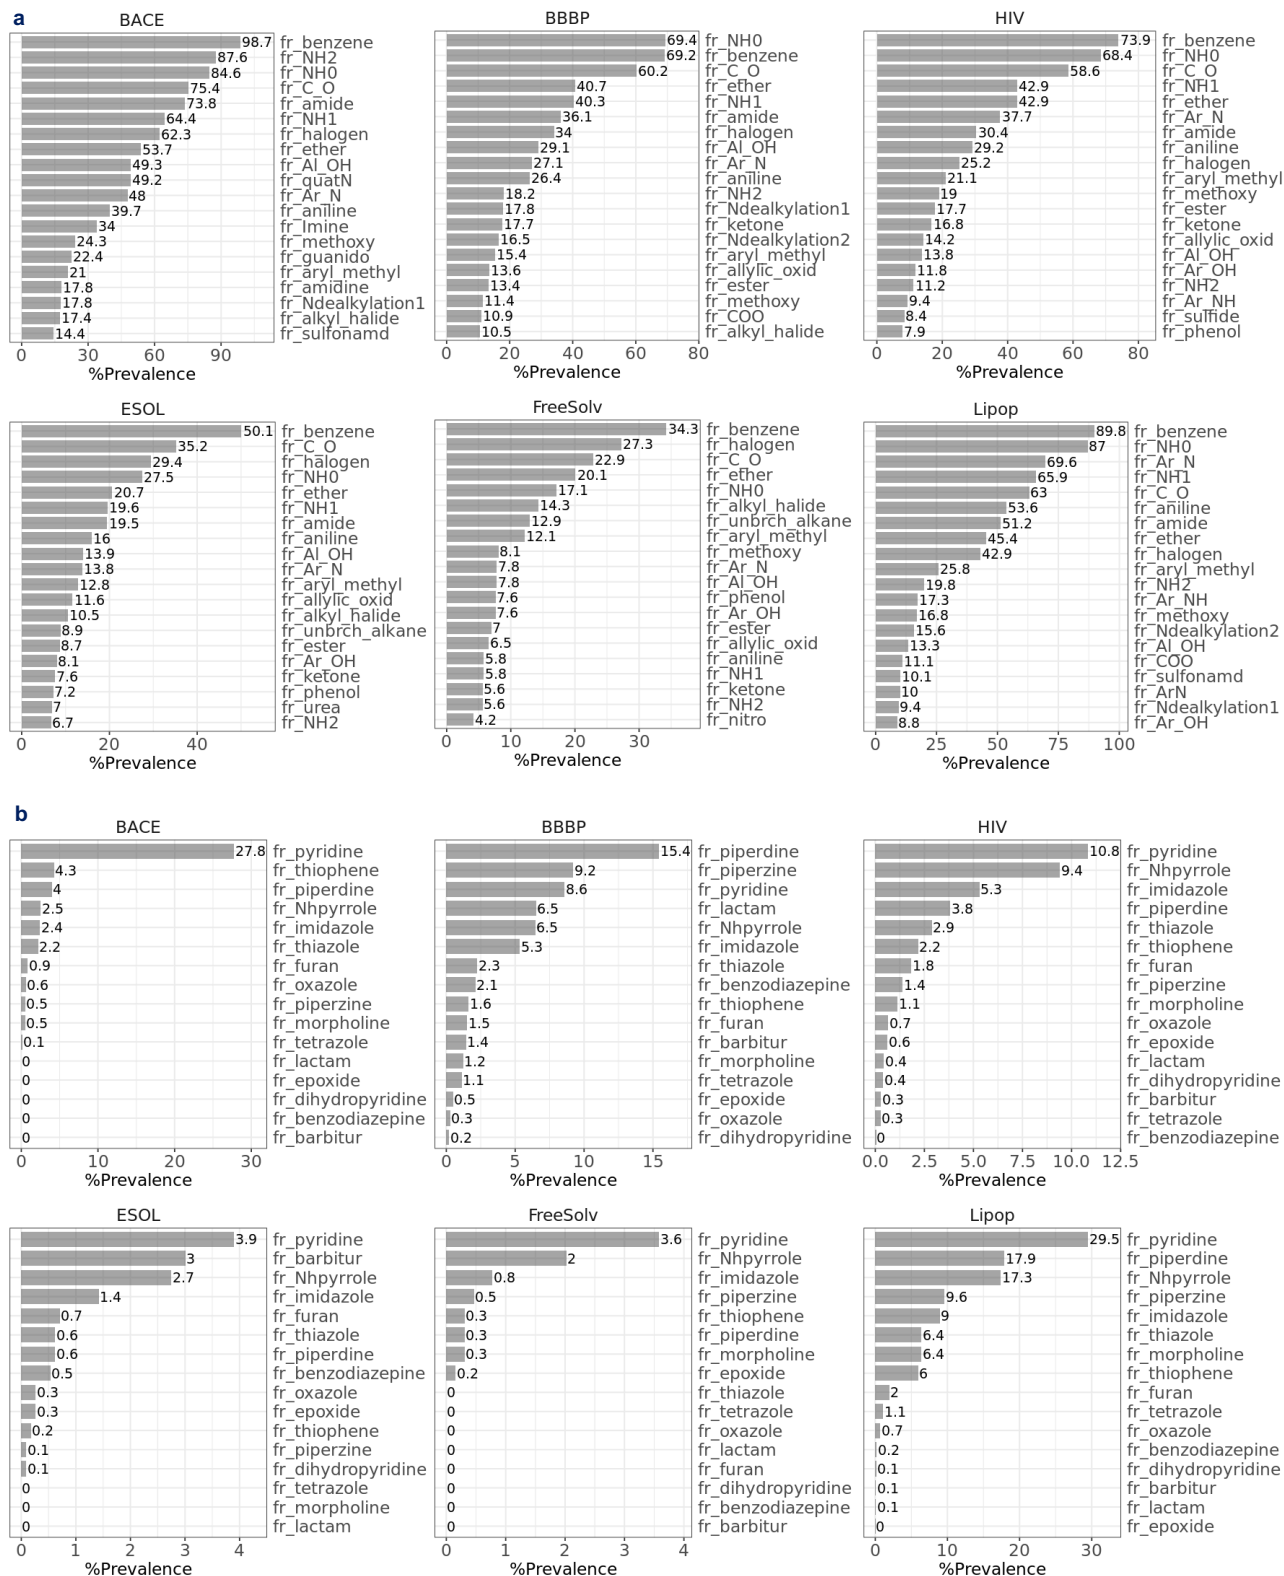 a
BACE
98.7 fr_benzene
87.6 fr_NH2
84.6 fr_NH0
75.4 fr_C_O
73.8 fr_amide
64.4 fr_NH1
62.3 fr_halogen
53.7 fr_ether
49.3 fr_Al_OH
49.2 fr_quatN
48 fr_Ar_N
39.7 fr_aniline
34 fr_Imine
24.3 fr_methoxy
22.4 fr_guanido
21 fr_aryl_methyl
17.8 fr_amidine
17.8 fr_Ndealkylation1
17.4 fr_alkyl_halide
14.4 fr_sulfonamd
0 30 60 90
%Prevalence
BBBP
69.4 fr_NH0
69.2 fr_benzene
60.2 fr_C_O
40.7 fr_ether
40.3 fr_NH1
36.1 fr_amide
34 fr_halogen
29.1 fr_Al_OH
27.1 fr_Ar_N
26.4 fr_aniline
18.2 fr_NH2
17.8 fr_Ndealkylation1
17.7 fr_ketone
16.5 fr_Ndealkylation2
15.4 fr_aryl_methyl
13.6 fr_allylic_oxid
13.4 fr_ester
11.4 fr_methoxy
10.9 fr_COO
10.5 fr_alkyl_halide
0 20 40 60 80
%Prevalence
HIV
73.9 fr_benzene
68.4 fr_NH0
58.6 fr_C_O
42.9 fr_NH1
42.9 fr_ether
37.7 fr_Ar_N
30.4 fr_amide
29.2 fr_aniline
25.2 fr_halogen
21.1 fr_aryl_methyl
19 fr_methoxy
17.7 fr_ester
16.8 fr_ketone
14.2 fr_allylic_oxid
13.8 fr_Al_OH
11.8 fr_Ar_OH
11.2 fr_NH2
9.4 fr_Ar_NH
8.4 fr_sulfide
7.9 fr_phenol
0 20 40 60 80
%Prevalence
ESOL
50.1 fr_benzene
35.2 fr_C_O
29.4 fr_halogen
27.5 fr_NH0
20.7 fr_ether
19.6 fr_NH1
19.5 fr_amide
16 fr_aniline
13.9 fr_Al_OH
13.8 fr_Ar_N
12.8 fr_aryl_methyl
11.6 fr_allylic_oxid
10.5 fr_alkyl_halide
8.9 fr_unbrch_alkane
8.7 fr_ester
8.1 fr_Ar_OH
7.6 fr_ketone
7.2 fr_phenol
7 fr_urea
6.7 fr_NH2
0 20 40
%Prevalence
FreeSolv
34.3 fr_benzene
27.3 fr_halogen
22.9 fr_C_O
20.1 fr_ether
17.1 fr_NH0
14.3 fr_alkyl_halide
12.9 fr_unbrch_alkane
12.1 fr_aryl_methyl
8.1 fr_methoxy
7.8 fr_Ar_N
7.8 fr_Al_OH
7.6 fr_phenol
7.6 fr_Ar_OH
7 fr_ester
6.5 fr_allylic_oxid
5.8 fr_aniline
5.8 fr_NH1
5.6 fr_ketone
5.6 fr_NH2
4.2 fr_nitro
0 10 20 30
%Prevalence
Lipop
89.8 fr_benzene
87 fr_NH0
69.6 fr_Ar_N
65.9 fr_NH1
63 fr_C_O
53.6 fr_aniline
51.2 fr_amide
45.4 fr_ether
42.9 fr_halogen
25.8 fr_aryl_methyl
19.8 fr_NH2
17.3 fr_Ar_NH
16.8 fr_methoxy
15.6 fr_Ndealkylation2
13.3 fr_Al_OH
11.1 fr_COO
10.1 fr_sulfonamd
10 fr_ArN
9.4 fr_Ndealkylation1
8.8 fr_Ar_OH
0 25 50 75 100
%Prevalence
b
BACE
27.8 fr_pyridine
4.3 fr_thiophene
4 fr_piperdine
2.5 fr_Nhpyrrole
2.4 fr_imidazole
2.2 fr_thiazole
0.9 fr_furan
0.6 fr_oxazole
0.5 fr_piperzine
0.5 fr_morpholine
0.1 fr_tetrazole
0 fr_lactam
0 fr_epoxide
0 fr_dihydropyridine
0 fr_benzodiazepine
0 fr_barbitur
0 10 20 30
%Prevalence
BBBP
15.4 fr_piperdine
9.2 fr_piperzine
8.6 fr_pyridine
6.5 fr_lactam
6.5 fr_Nhpyrrole
5.3 fr_imidazole
2.3 fr_thiazole
2.1 fr_benzodiazepine
1.6 fr_thiophene
1.5 fr_furan
1.4 fr_barbitur
1.2 fr_morpholine
1.1 fr_tetrazole
0.5 fr_epoxide
0.3 fr_oxazole
0.2 fr_dihydropyridine
0 5 10 15
%Prevalence
HIV
10.8 fr_pyridine
9.4 fr_Nhpyrrole
5.3 fr_imidazole
3.8 fr_piperdine
2.9 fr_thiazole
2.2 fr_thiophene
1.8 fr_furan
1.4 fr_piperzine
1.1 fr_morpholine
0.7 fr_oxazole
0.6 fr_epoxide
0.4 fr_lactam
0.4 fr_dihydropyridine
0.3 fr_barbitur
0.3 fr_tetrazole
0 fr_benzodiazepine
0.0 2.5 5.0 7.5 10.0 12.5
%Prevalence
ESOL
3.9 fr_pyridine
3 fr_barbitur
2.7 fr_Nhpyrrole
1.4 fr_imidazole
0.7 fr_furan
0.6 fr_thiazole
0.6 fr_piperdine
0.5 fr_benzodiazepine
0.3 fr_oxazole
0.3 fr_epoxide
0.2 fr_thiophene
0.1 fr_piperzine
0.1 fr_dihydropyridine
0 fr_tetrazole
0 fr_morpholine
0 fr_lactam
0 1 2 3 4
%Prevalence
FreeSolv
3.6 fr_pyridine
2 fr_Nhpyrrole
0.8 fr_imidazole
0.5 fr_piperzine
0.3 fr_thiophene
0.3 fr_piperdine
0.3 fr_morpholine
0.2 fr_epoxide
0 fr_thiazole
0 fr_tetrazole
0 fr_oxazole
0 fr_lactam
0 fr_furan
0 fr_dihydropyridine
0 fr_benzodiazepine
0 fr_barbitur
0 1 2 3 4
%Prevalence
Lipop
29.5 fr_pyridine
17.9 fr_piperdine
17.3 fr_Nhpyrrole
9.6 fr_piperzine
9 fr_imidazole
6.4 fr_thiazole
6.4 fr_morpholine
6 fr_thiophene
2 fr_furan
1.1 fr_tetrazole
0.7 fr_oxazole
0.2 fr_benzodiazepine
0.1 fr_dihydropyridine
0.1 fr_barbitur
0.1 fr_lactam
0 fr_epoxide
0 10 20 30
%Prevalence